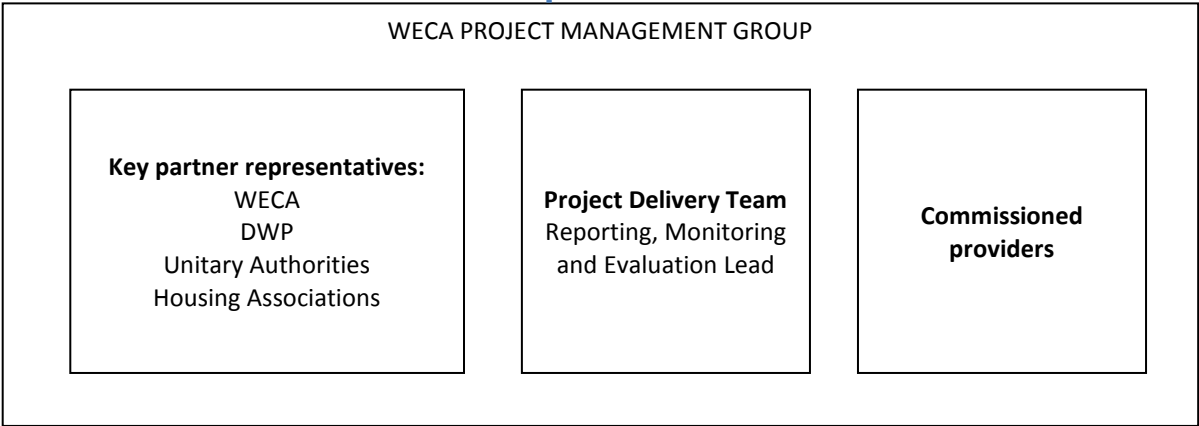 WECA PROJECT MANAGEMENT GROUP
Key partner representatives:
WECA
DWP
Unitary Authorities
Housing Associations
Project Delivery Team
Reporting, Monitoring
and Evaluation Lead
Commissioned
providers